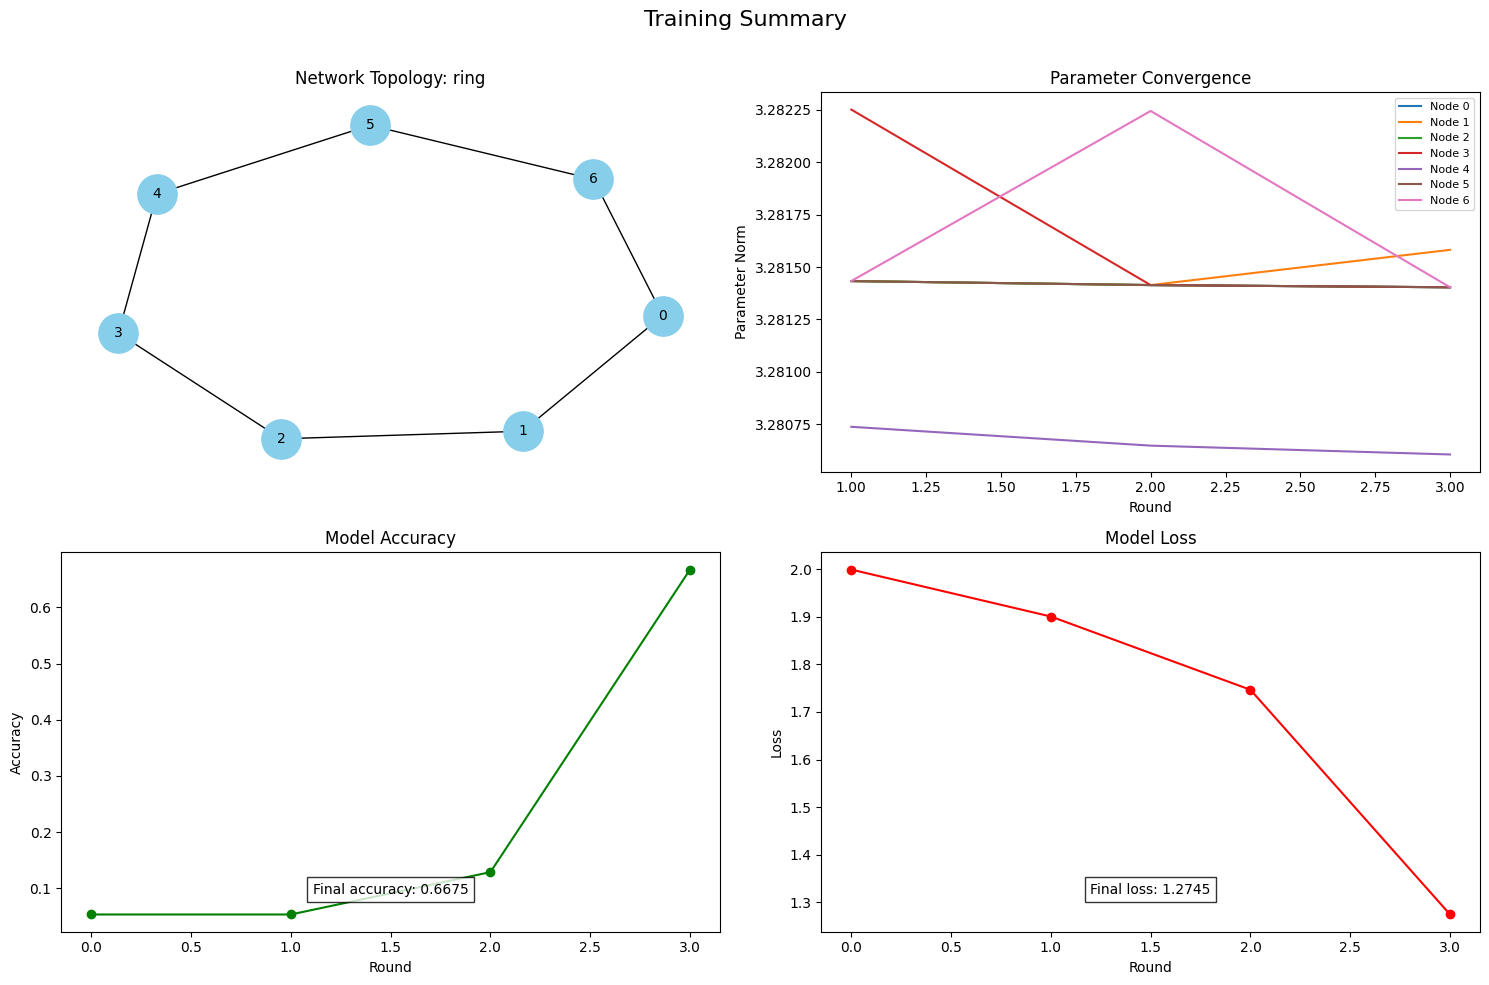 Training Summary
Network Topology: ring
5
6
4
0
3
1
2
Parameter Convergence
Parameter Norm
3.28225
3.28200
3.28175
3.28150
3.28125
3.28100
3.28075
Node 0
Node 1
Node 2
Node 3
Node 4
Node 5
Node 6
1.00 1.25 1.50 1.75 2.00 2.25 2.50 2.75 3.00
Round
Model Accuracy
Accuracy
0.6
0.5
0.4
0.3
0.2
0.1
Final accuracy: 0.6675
0.0 0.5 1.0 1.5 2.0 2.5 3.0
Round
Model Loss
Loss
2.0
1.9
1.8
1.7
1.6
1.5
1.4
1.3
Final loss: 1.2745
0.0 0.5 1.0 1.5 2.0 2.5 3.0
Round